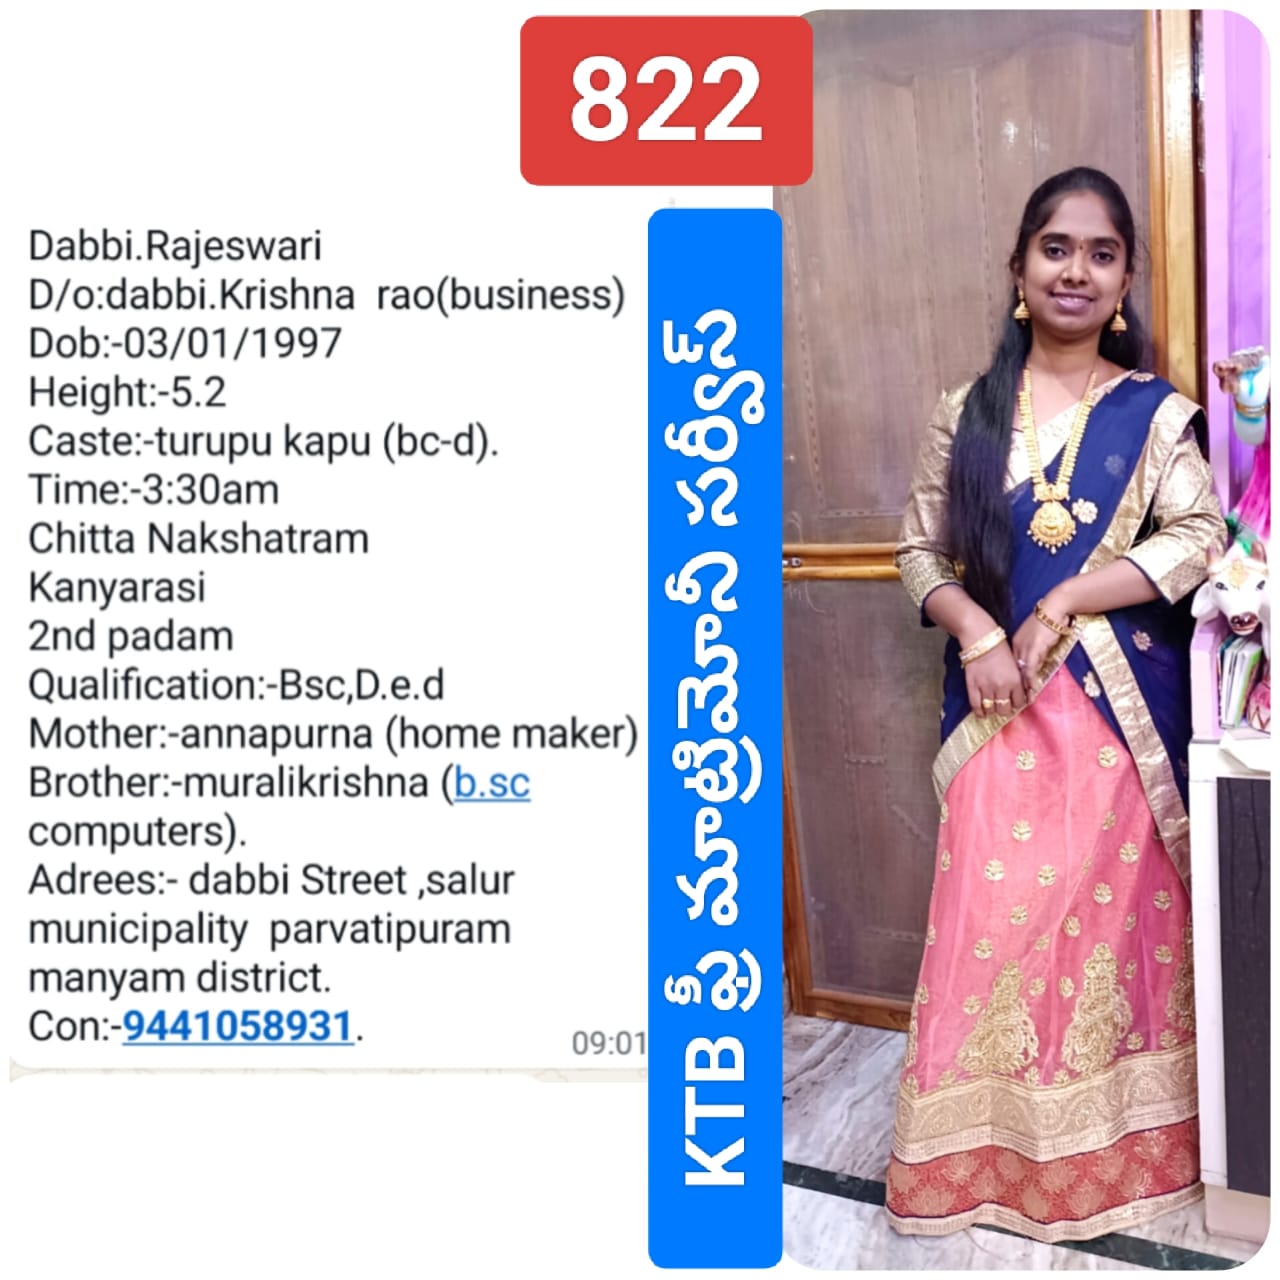 822
Dabbi.Rajeswari
D/o:dabbi.Krishna  rao(business)
Dob:-03/01/1997
Height:-5.2
Caste:-turupu kapu (bc-d).
Time:-3:30am
Chitta Nakshatram
Kanyarasi
2nd padam
Qualification:-Bsc,D.e.d
Mother:-annapurna (home maker)
Brother:-muralikrishna (b.sc
computers).
Adrees:- dabbi Street ,salur
municipality  parvatipuram
manyam district.
Con:-9441058931.
09:01
KTB ఫ్రీ మాట్రిమోనీ సర్వీస్